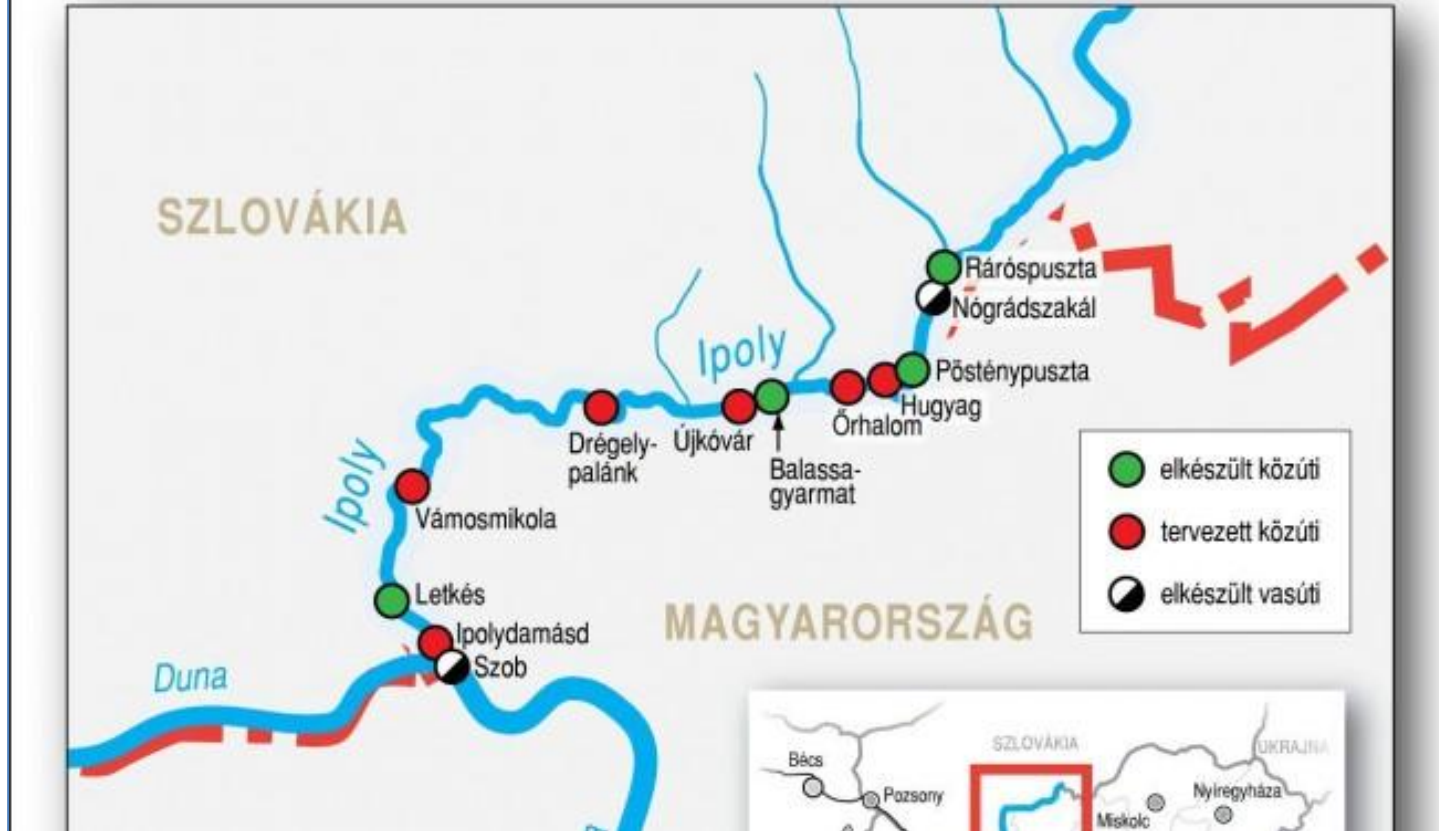 SZLOVÁKIA
Ráróspuszta
Nógrádszakál
Ipoly
Pösténypuszta
Hugyag
Őrhalom
Drégely-
palánk
Újkóvár
Balassa-
gyarmat
Ipoly
Vámosmikola
elkészült közúti
tervezett közúti
elkészült vasúti
Letkés
Ipolydamásd
Szob
MAGYARORSZÁG
Duna
SZLOVÁKIA
UKRAJNA
Bécs
Pozsony
Nyíregyháza
Miskolc